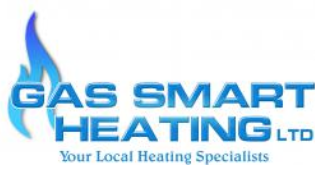 GAS SMART
HEATING LTD
Your Local Heating Specialists